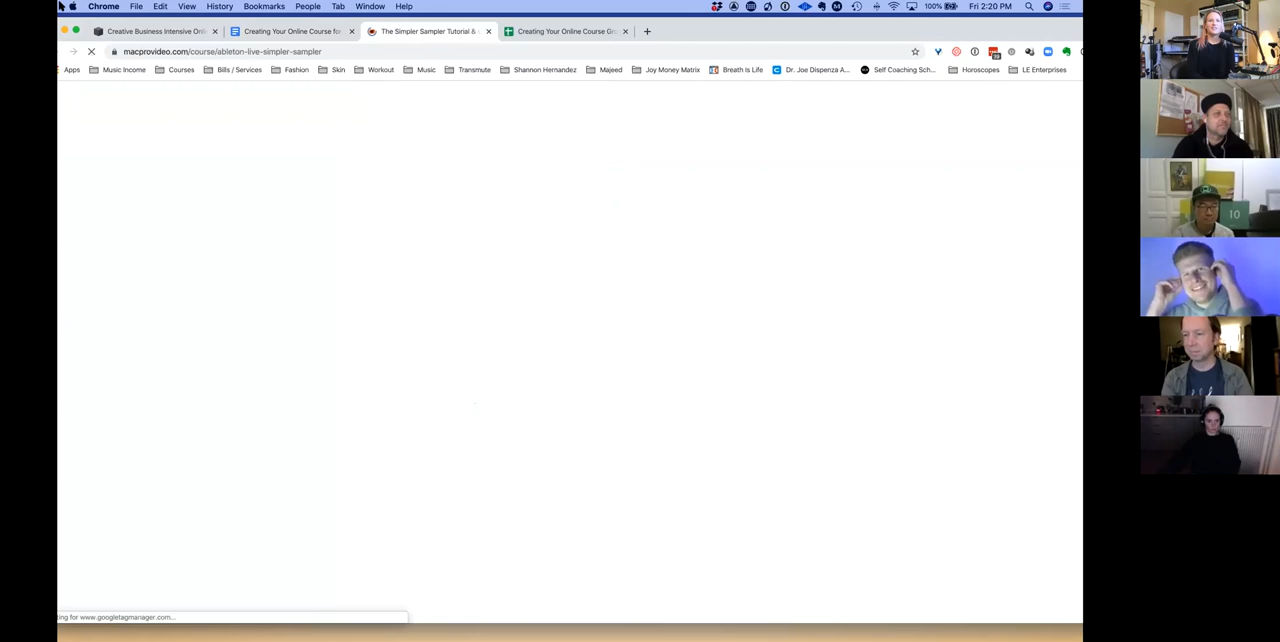 Chrome File Edit View History Bookmarks People Tab Window Help 100% Fri 2:20 PM
Creative Business Intensive Onli Creating Your Online Course for The Simpler Sampler Tutorial & Creating Your Online Course Gro
macprovideo.com/course/ableton-live-simpler-sampler
Apps Music Income Courses Bills / Services Fashion Skin Workout Music Transmute Shannon Hernandez Majeed Joy Money Matrix Breath Is Life Dr. Joe Dispenza A... Self Coaching Sch... Horoscopes LE Enterprises
10
ting for www.googletagmanager.com...